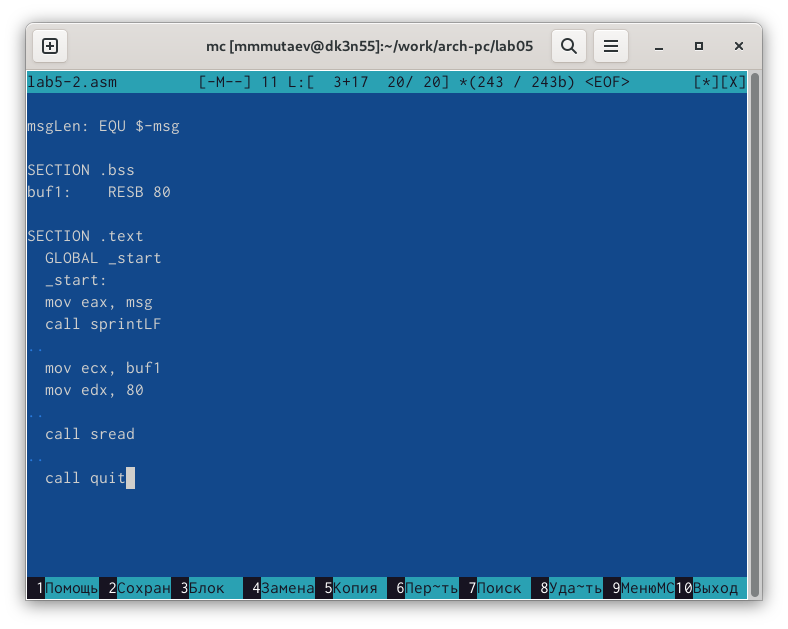 mc [mmmutaev@dk3n55]:~/work/arch-pc/lab05
lab5-2.asm [-M--] 11 L:[ 3+17 20/ 20] *(243 / 243b) <EOF> [*][X]
msgLen: EQU $-msg
SECTION .bss
buf1: RESB 80
SECTION .text
GLOBAL _start
_start:
mov eax, msg
call sprintLF
..
mov ecx, buf1
mov edx, 80
..
call sread
..
call quit
1Помощь 2Сохран 3Блок 4Замена 5Копия 6Пер~ть 7Поиск 8Уда~ть 9МенюMC 10Выход